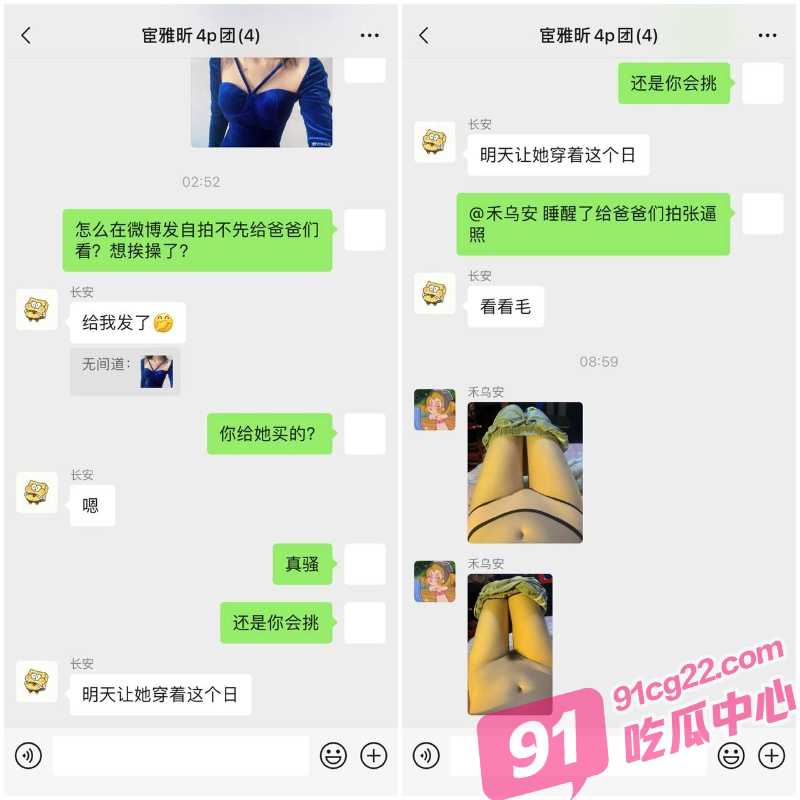 宦雅昕4p团(4)
02:52
怎么在微博发自拍不先给爸爸们
看？想挨操了？
长安
给我发了
无间道：
你给她买的？
长安
嗯
真骚
还是你会挑
长安
明天让她穿着这个日
宦雅昕4p团(4)
还是你会挑
长安
明天让她穿着这个日
@禾乌安 睡醒了给爸爸们拍张逼
照
长安
看看毛
08:59
禾乌安
禾乌安
91cg22.com
91
吃瓜中心